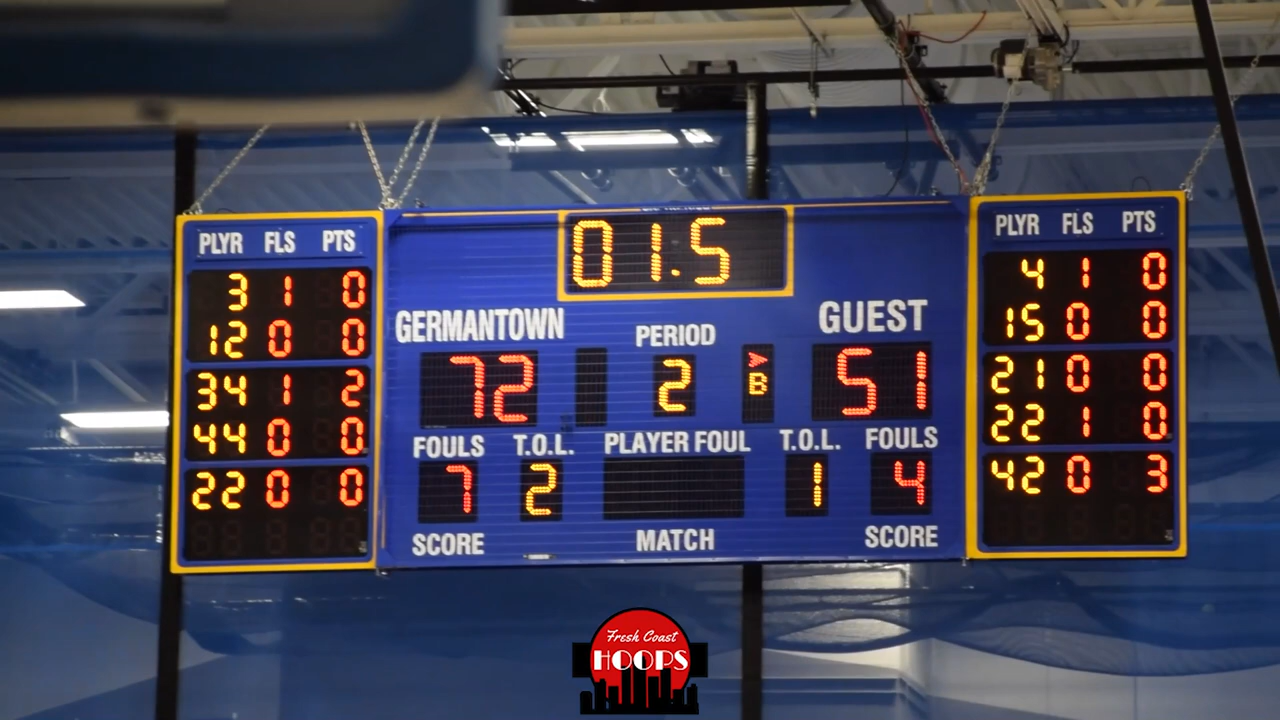 01.5
PLYR FLS PTS
3 1 0
12 0 0
34 1 2
44 0 0
22 0 0
GERMANTOWN PERIOD GUEST
72 2 B 51
FOULS T.O.L. PLAYER FOUL T.O.L. FOULS
7 2 1 4
SCORE MATCH SCORE
PLYR FLS PTS
4 1 0
15 0 0
21 0 0
22 1 0
42 0 3
Fresh Coast
HOOPS